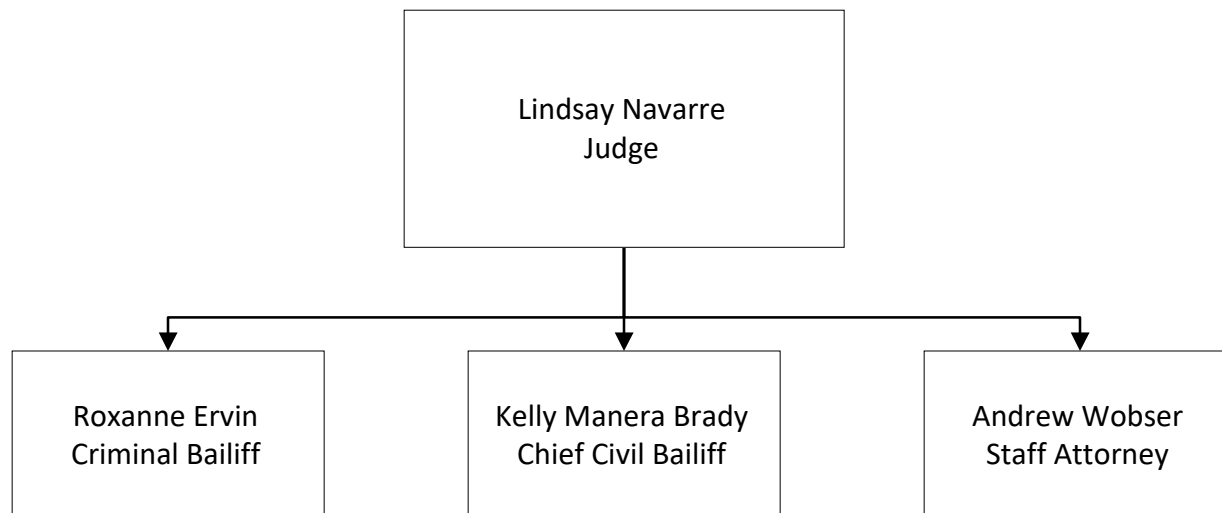 Lindsay Navarre
Judge
Roxanne Ervin
Criminal Bailiff
Kelly Manera Brady
Chief Civil Bailiff
Andrew Wobser
Staff Attorney